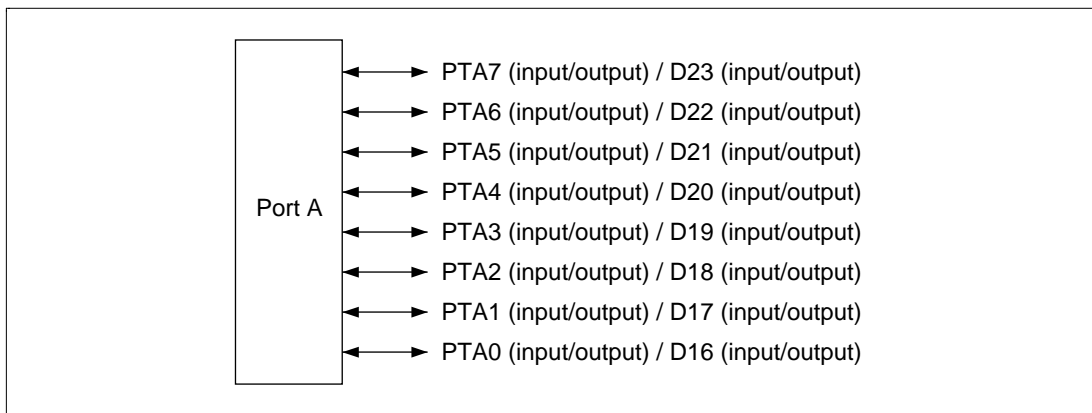 PTA7 (input/output) / D23 (input/output)
PTA6 (input/output) / D22 (input/output)
PTA5 (input/output) / D21 (input/output)
PTA4 (input/output) / D20 (input/output)
Port A
PTA3 (input/output) / D19 (input/output)
PTA2 (input/output) / D18 (input/output)
PTA1 (input/output) / D17 (input/output)
PTA0 (input/output) / D16 (input/output)